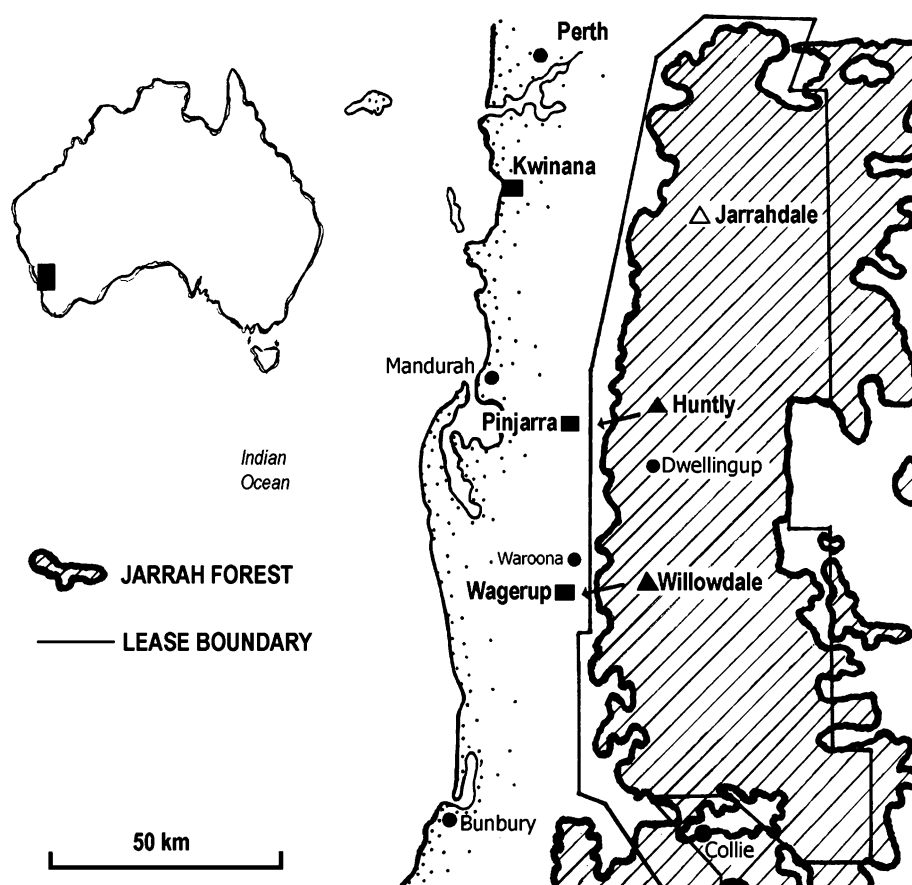 Perth
Kwinana
Jarrahdale
Mandurah
Pinjarra
Huntly
Indian
Ocean
Dwellingup
Waroona
JARRAH FOREST
Wagerup
Willowdale
LEASE BOUNDARY
50 km
Bunbury
Collie